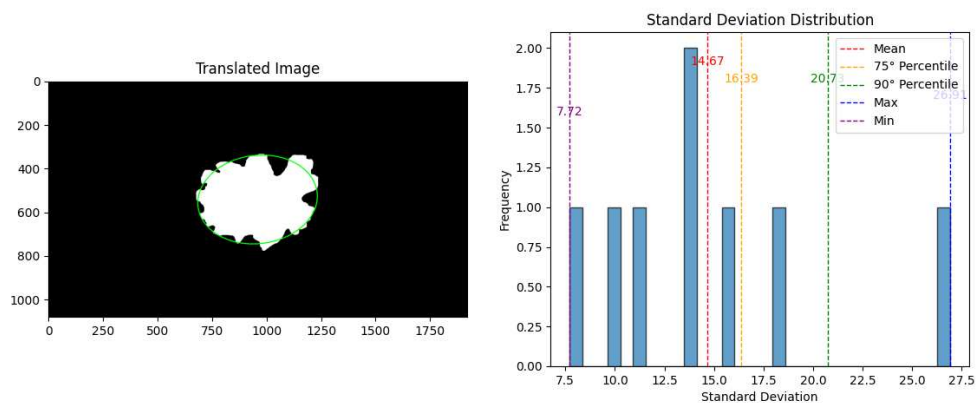 Translated Image
0
200
400
600
800
1000
0 250 500 750 1000 1250 1500 1750
Standard Deviation Distribution
Frequency
2.00
1.75
1.50
1.25
1.00
0.75
0.50
0.25
0.00
7.72
14.67
16.39
20.73
26.91
Mean
75° Percentile
90° Percentile
Max
Min
7.5 10.0 12.5 15.0 17.5 20.0 22.5 25.0 27.5
Standard Deviation